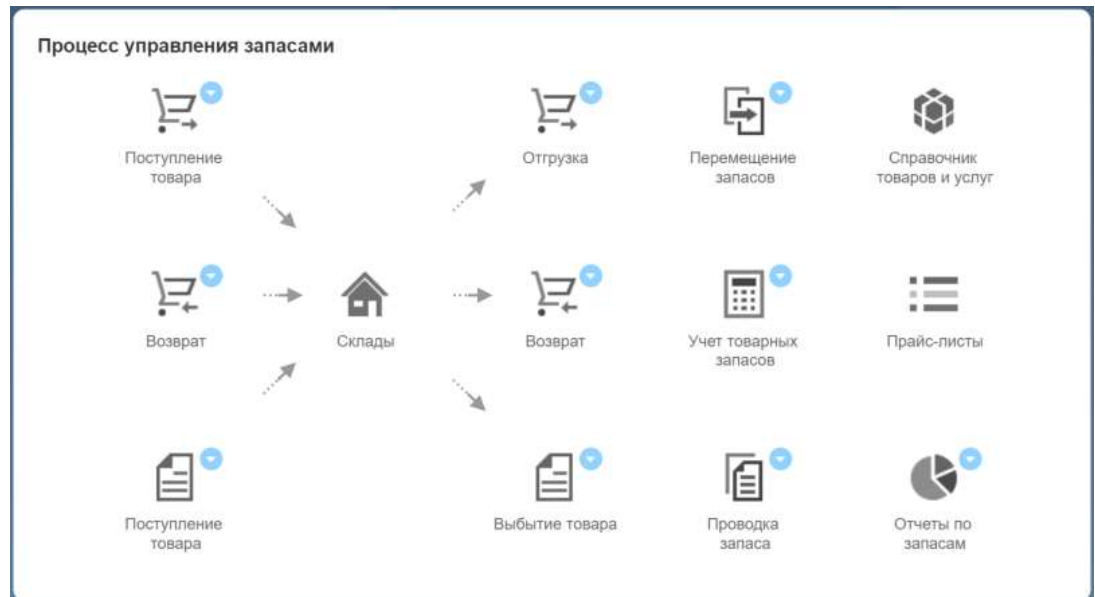 Процесс управления запасами
Поступление
товара
Отгрузка
Перемещение
запасов
Справочник
товаров и услуг
Возврат
Склады
Возврат
Учет товарных
запасов
Прайс-листы
Поступление
товара
Выбытие товара
Проводка
запаса
Отчеты по
запасам